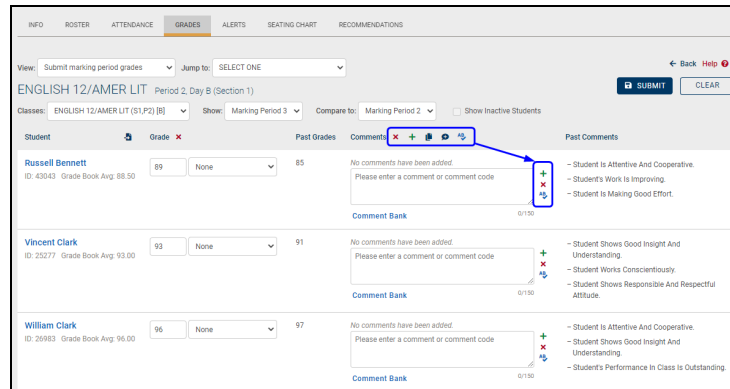 INFO ROSTER ATTENDANCE GRADES ALERTS SEATING CHART RECOMMENDATIONS
View: Submit marking period grades Jump to: SELECT ONE
← Back Help
ENGLISH 12/AMER LIT Period 2, Day B (Section 1)
SUBMIT CLEAR
Classes: ENGLISH 12/AMER LIT (S1,P2) [B] Show: Marking Period 3 Compare to: Marking Period 2 Show Inactive Students
Student Grade Past Grades Comments Past Comments
Russell Bennett
ID: 43043 Grade Book Avg: 88.50
89 None
85
No comments have been added.
Please enter a comment or comment code
Comment Bank 0/150
– Student Is Attentive And Cooperative.
– Student's Work Is Improving.
– Student Is Making Good Effort.
Vincent Clark
ID: 25277 Grade Book Avg: 93.00
93 None
91
No comments have been added.
Please enter a comment or comment code
Comment Bank 0/150
– Student Shows Good Insight And
Understanding.
– Student Works Conscientiously.
– Student Shows Responsible And Respectful
Attitude.
William Clark
ID: 26983 Grade Book Avg: 96.00
96 None
97
No comments have been added.
Please enter a comment or comment code
Comment Bank 0/150
– Student Is Attentive And Cooperative.
– Student Shows Good Insight And
Understanding.
– Student's Performance In Class Is Outstanding.